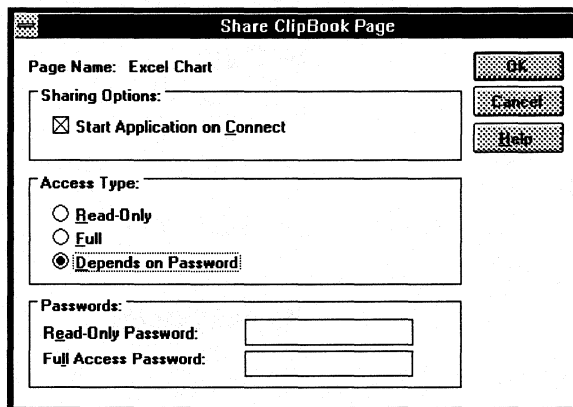 Share ClipBook Page
Page Name: Excel Chart
OK
Sharing Options:
Cancel
Start Application on Connect
Help
Access Type:
Read-Only
Full
Depends on Password
Passwords:
Read-Only Password:
Full Access Password: